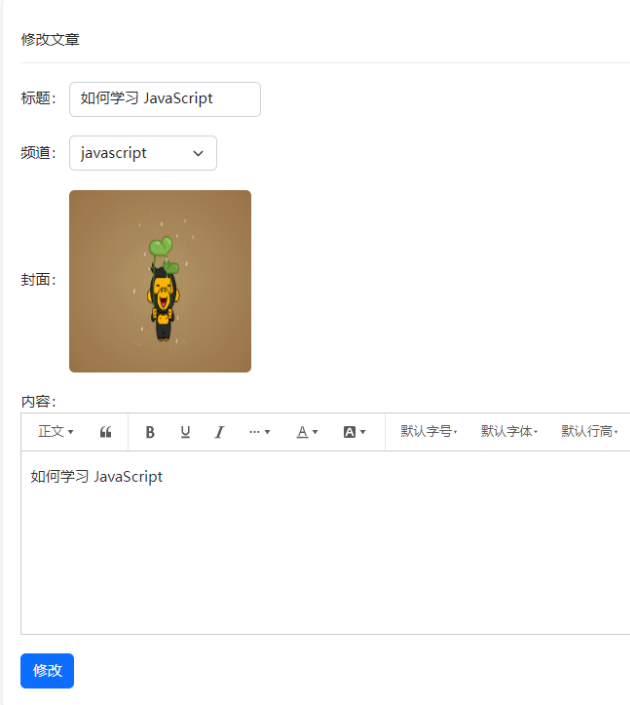 修改文章
标题： 如何学习 JavaScript
频道： javascript
封面：
内容：
正文 B U I ... A A 默认字号 默认字体 默认行高
如何学习 JavaScript
修改